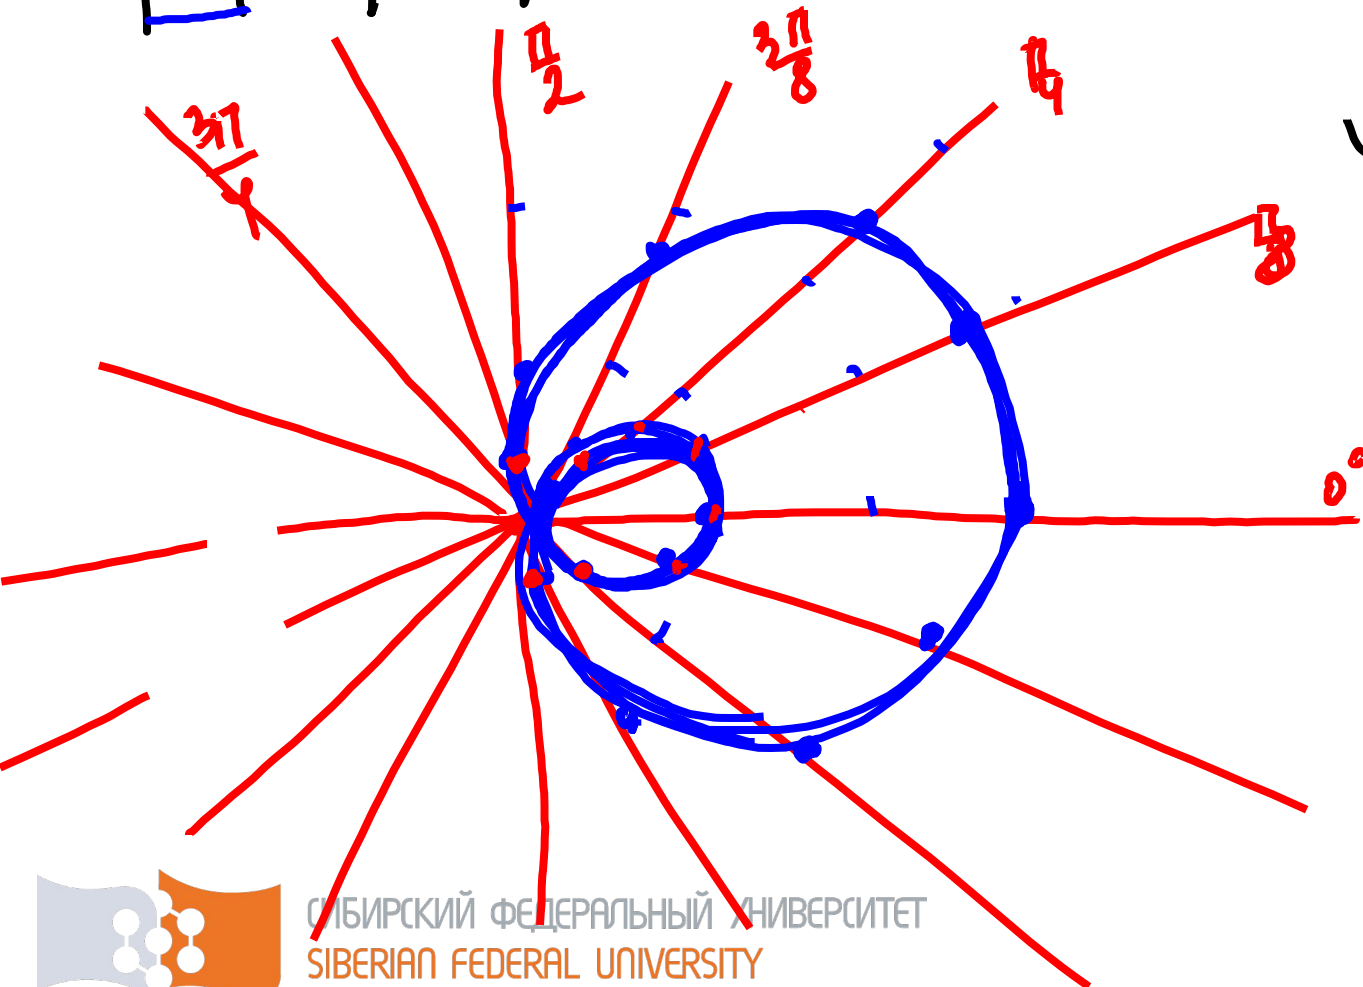 π/2
3π/8
π/4
3π/4
π/8
0°
СИБИРСКИЙ ФЕДЕРАЛЬНЫЙ УНИВЕРСИТЕТ
SIBERIAN FEDERAL UNIVERSITY